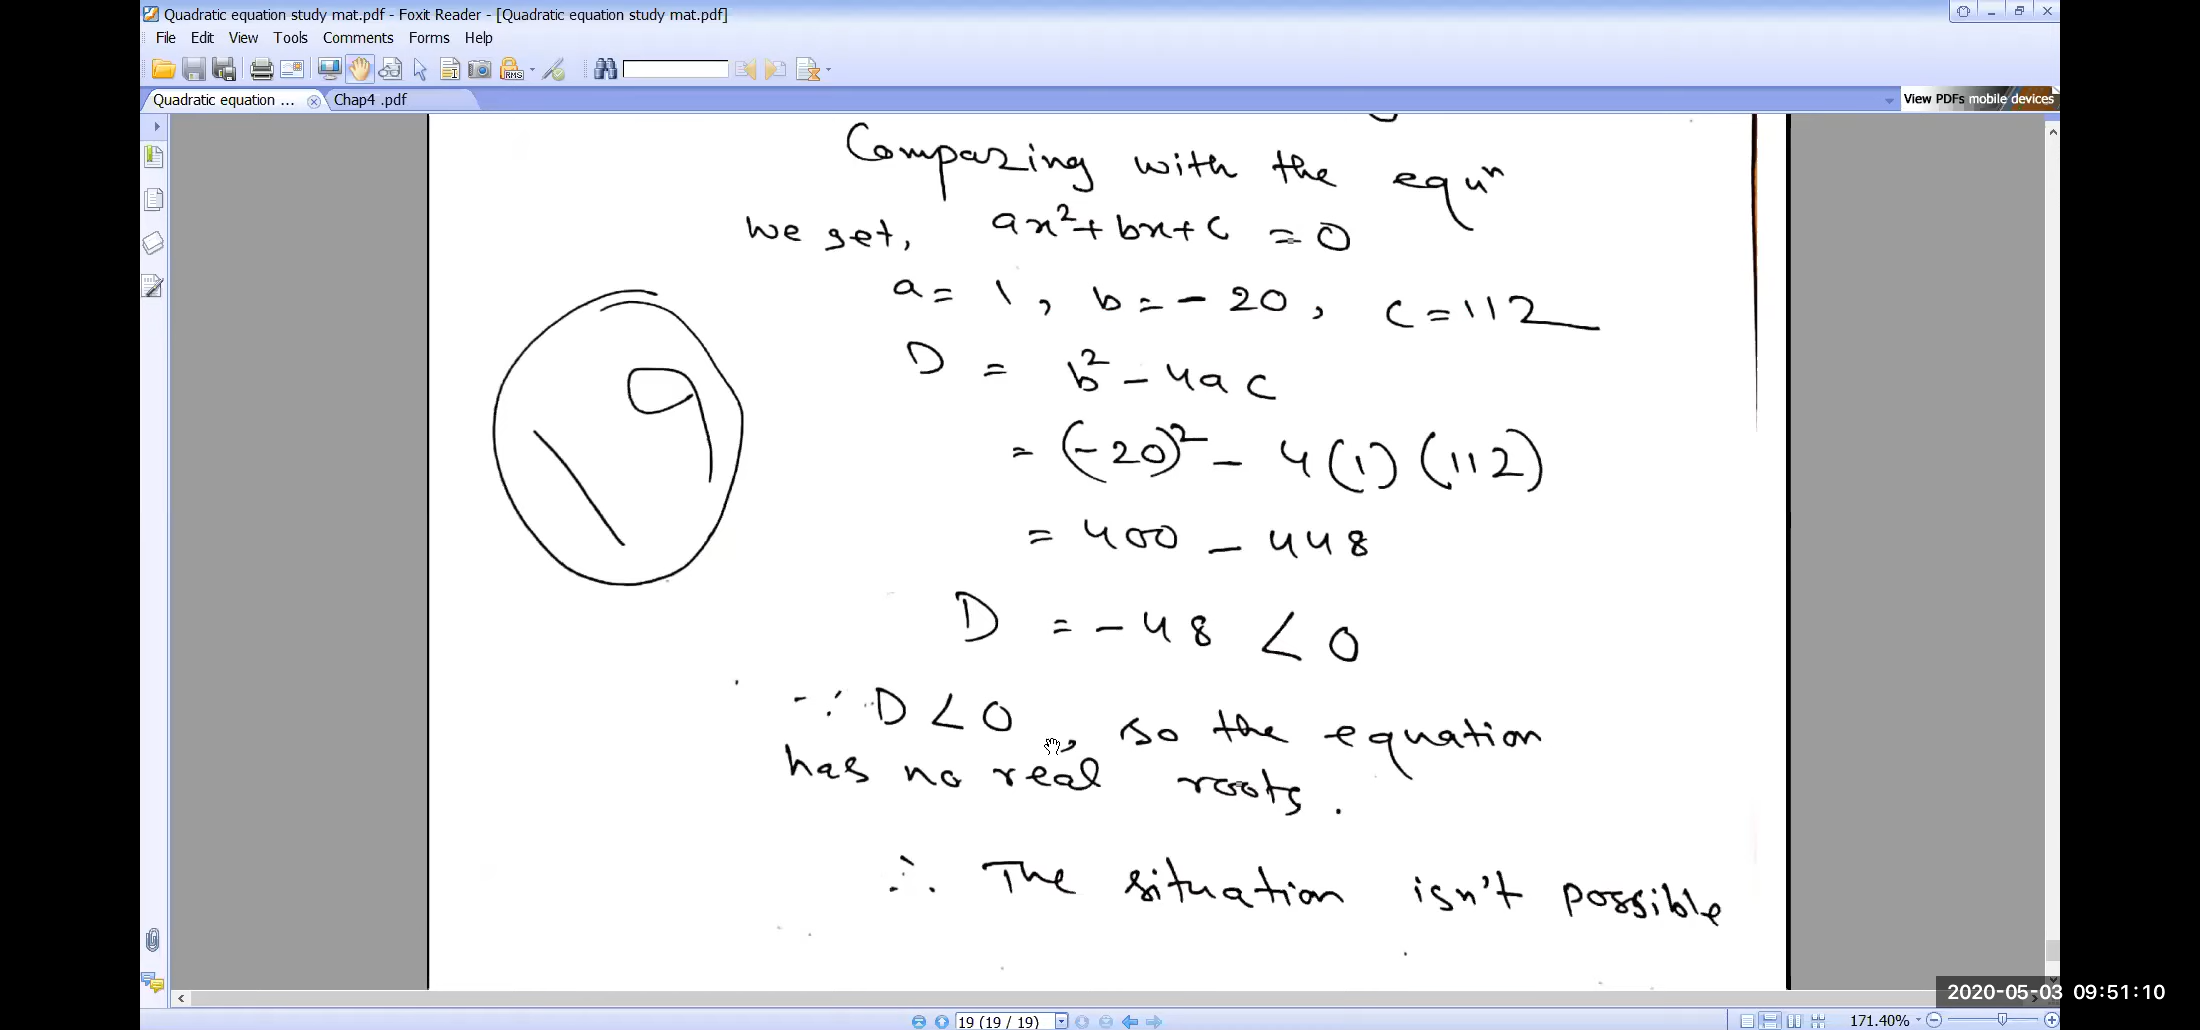 Quadratic equation study mat.pdf - Foxit Reader - [Quadratic equation study mat.pdf]
File Edit View Tools Comments Forms Help
RMS
Quadratic equation ... Chap4 .pdf
View PDFs mobile devices
Comparing with the equⁿ
we get, ax²+bx+c = 0
a = 1, b = - 20, c = 112
D = b² - 4ac
= (-20)² - 4(1)(112)
= 400 - 448
19
D = - 48 < 0
∵ D < 0, so the equation
has no real roots.
∴ The situation isn't possible
2020-05-03 09:51:10
19 (19 / 19)
171.40%